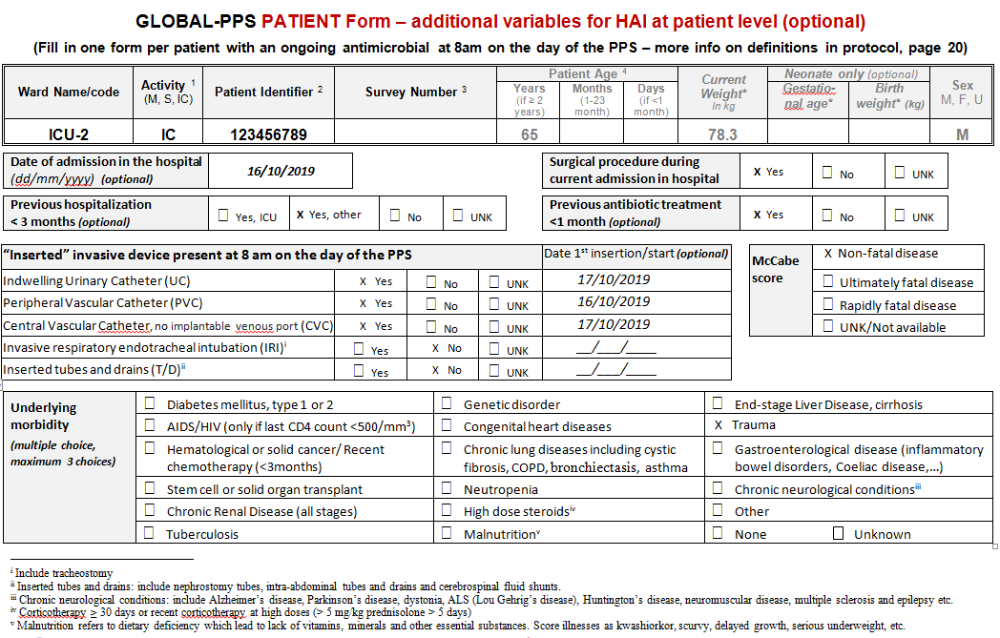 GLOBAL-PPS PATIENT Form – additional variables for HAI at patient level (optional)
(Fill in one form per patient with an ongoing antimicrobial at 8am on the day of the PPS – more info on definitions in protocol, page 20)
Ward Name/code
Activity 1
(M, S, IC)
Patient Identifier 2
Survey Number 3
Patient Age 4
Years
(if ≥ 2
years)
Months
(1-23
month)
Days
(if <1
month)
Current
Weight*
In kg
Neonate only (optional)
Gestatio-
nal age*
Birth
weight* (kg)
Sex
M, F, U
ICU-2 IC 123456789 65 78.3 M
Date of admission in the hospital
(dd/mm/yyyy) (optional)
16/10/2019
Surgical procedure during
current admission in hospital
X Yes ☐ No ☐ UNK
Previous hospitalization
< 3 months (optional)
☐ Yes, ICU X Yes, other ☐ No ☐ UNK
Previous antibiotic treatment
<1 month (optional)
X Yes ☐ No ☐ UNK
“Inserted” invasive device present at 8 am on the day of the PPS Date 1st insertion/start (optional)
Indwelling Urinary Catheter (UC) X Yes ☐ No ☐ UNK 17/10/2019
Peripheral Vascular Catheter (PVC) X Yes ☐ No ☐ UNK 16/10/2019
Central Vascular Catheter, no implantable venous port (CVC) X Yes ☐ No ☐ UNK 17/10/2019
Invasive respiratory endotracheal intubation (IRI)i ☐ Yes X No ☐ UNK __/___/____
Inserted tubes and drains (T/D)ii ☐ Yes X No ☐ UNK __/___/____
McCabe
score
X Non-fatal disease
☐ Ultimately fatal disease
☐ Rapidly fatal disease
☐ UNK/Not available
Underlying
morbidity
(multiple choice,
maximum 3 choices)
☐ Diabetes mellitus, type 1 or 2 ☐ Genetic disorder ☐ End-stage Liver Disease, cirrhosis
☐ AIDS/HIV (only if last CD4 count <500/mm3) ☐ Congenital heart diseases X Trauma
☐ Hematological or solid cancer/ Recent
chemotherapy (<3months)
☐ Chronic lung diseases including cystic
fibrosis, COPD, bronchiectasis, asthma
☐ Gastroenterological disease (inflammatory
bowel disorders, Coeliac disease,…)
☐ Stem cell or solid organ transplant ☐ Neutropenia ☐ Chronic neurological conditionsiii
☐ Chronic Renal Disease (all stages) ☐ High dose steroidsiv ☐ Other
☐ Tuberculosis ☐ Malnutritionv ☐ None ☐ Unknown
i Include tracheostomy
ii Inserted tubes and drains: include nephrostomy tubes, intra-abdominal tubes and drains and cerebrospinal fluid shunts.
iii Chronic neurological conditions: include Alzheimer’s disease, Parkinson’s disease, dystonia, ALS (Lou Gehrig’s disease), Huntington’s disease, neuromuscular disease, multiple sclerosis and epilepsy etc.
iv Corticotherapy ≥ 30 days or recent corticotherapy at high doses (> 5 mg/kg prednisolone > 5 days)
v Malnutrition refers to dietary deficiency which lead to lack of vitamins, minerals and other essential substances. Score illnesses as kwashiorkor, scurvy, delayed growth, serious underweight, etc.